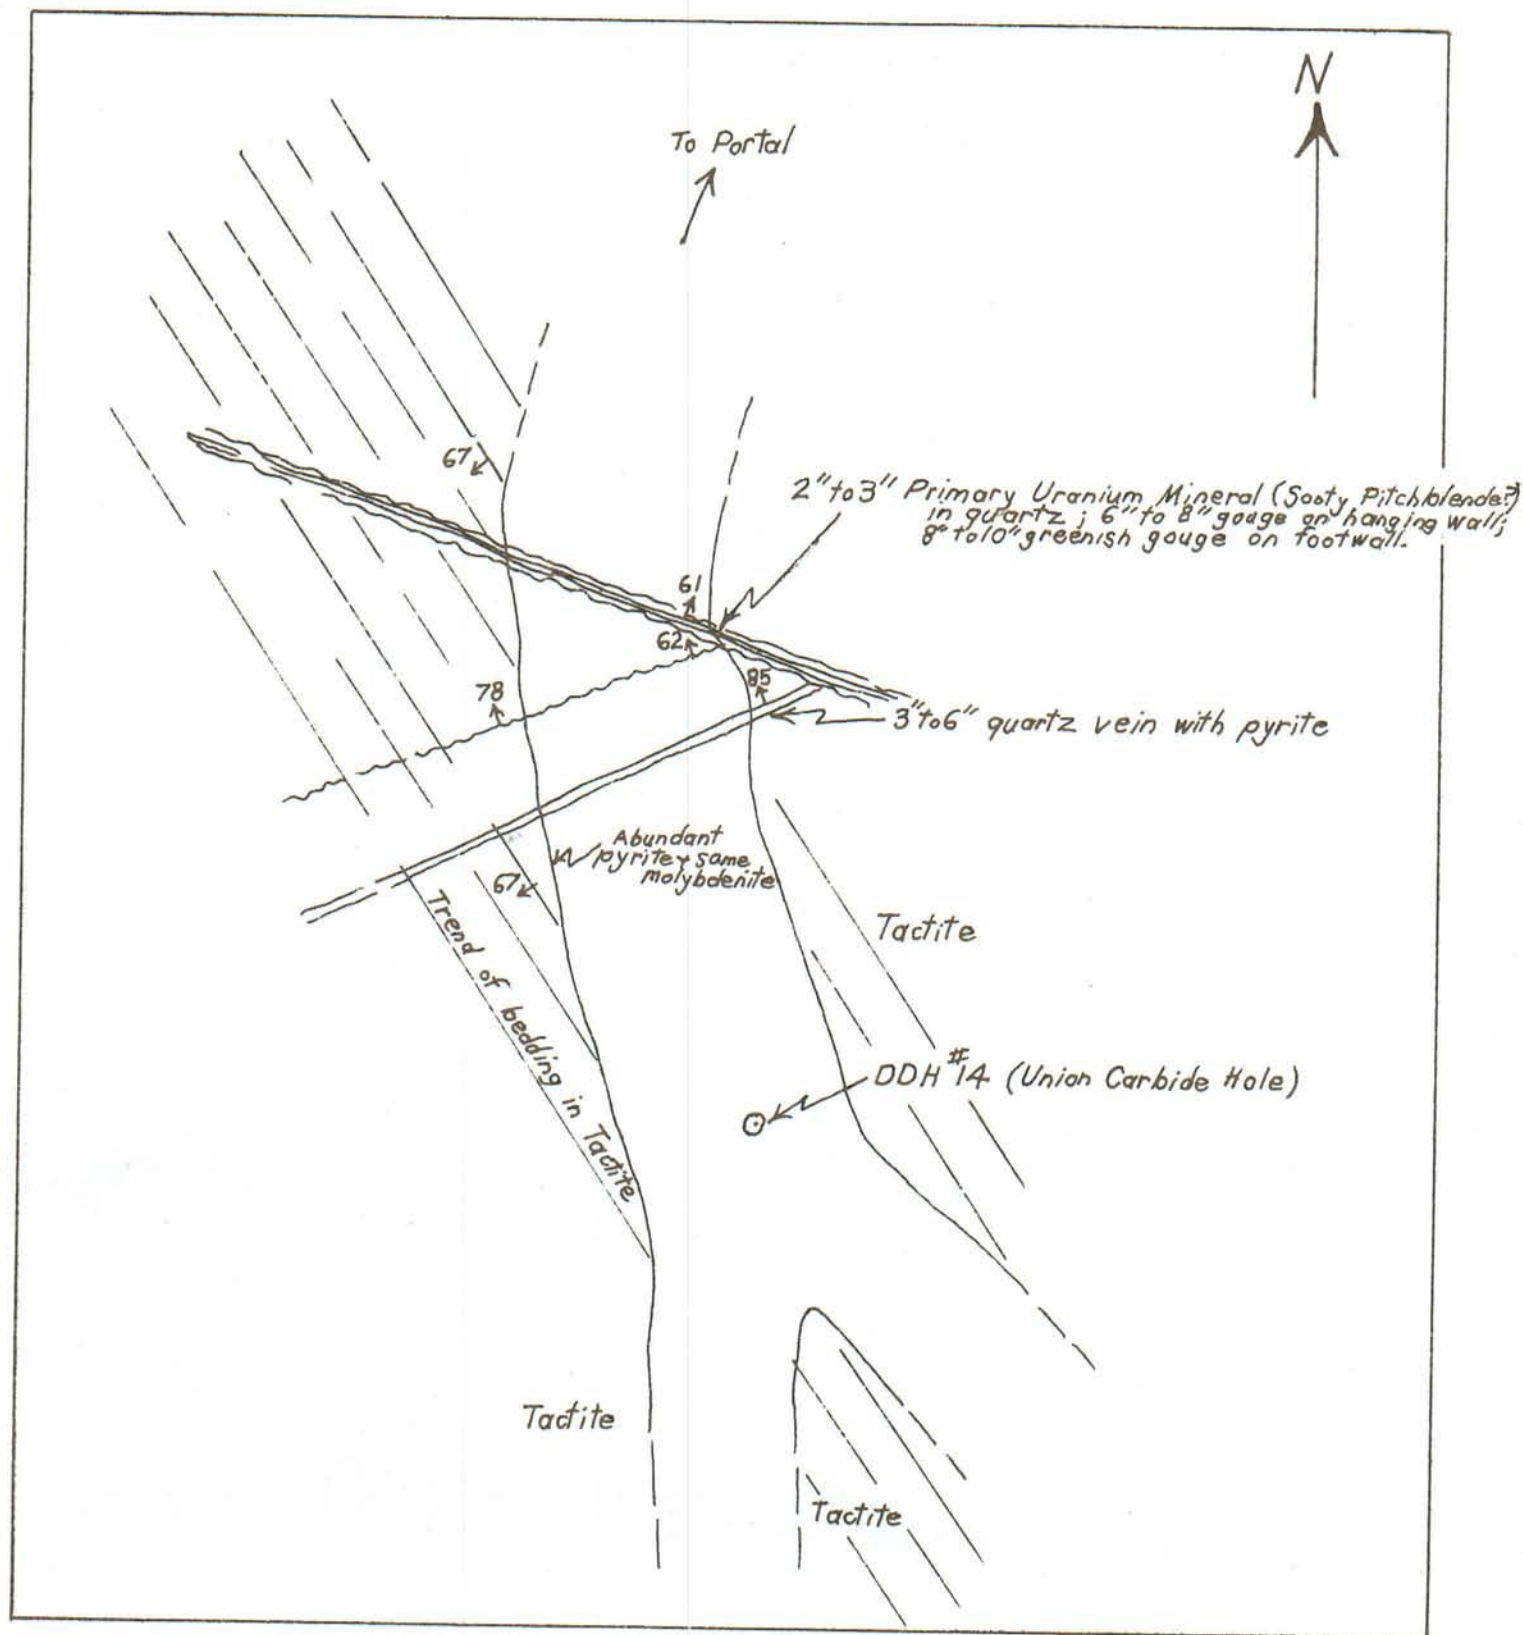 N
To Portal
67
2" to 3" Primary Uranium Mineral (Sooty Pitchblende?)
in quartz ; 6" to 8" gouge on hanging wall;
8" to 10" greenish gouge on footwall.
61
62
85
78
3" to 6" quartz vein with pyrite
Abundant
pyrite & some
molybdenite
67
Trend of bedding in Tactite
Tactite
DDH #14 (Union Carbide Hole)
Tactite
Tactite